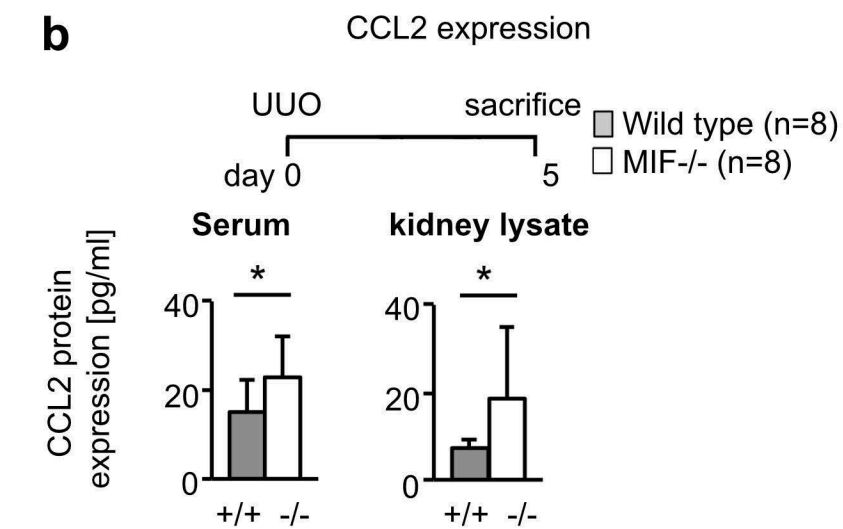 b
CCL2 expression
UUO sacrifice
Wild type (n=8)
MIF-/- (n=8)
day 0 5
Serum kidney lysate
CCL2 protein
expression [pg/ml]
* *
40 40
20 20
0 0
+/+ -/- +/+ -/-